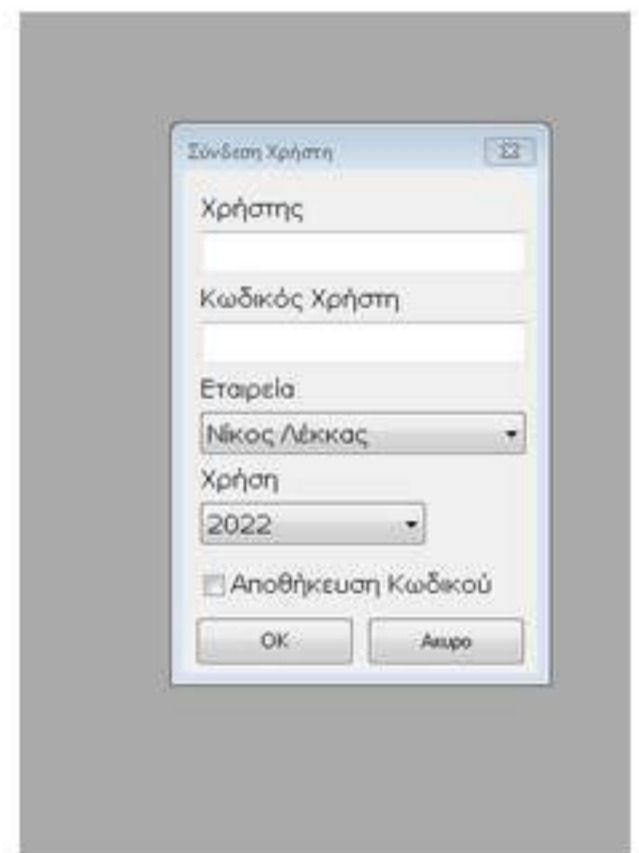 Σύνδεση Χρήστη
Χρήστης
Κωδικός Χρήστη
Εταιρεία
Νίκος Λέκκας
Χρήση
2022
Αποθήκευση Κωδικού
OK Ακυρο